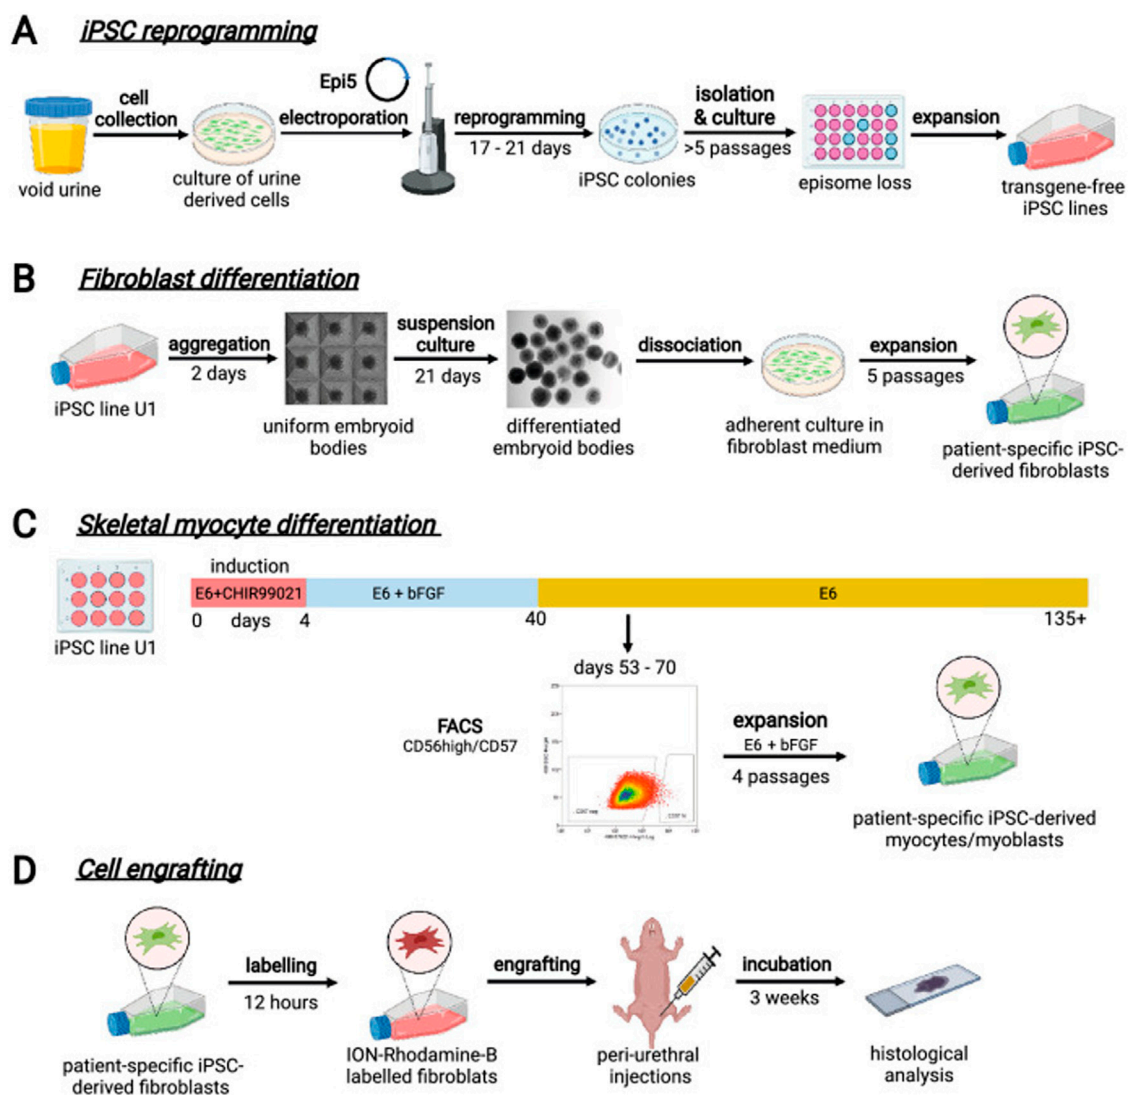 A iPSC reprogramming
void urine
cell
collection
culture of urine
derived cells
Epi5
electroporation
reprogramming
17 - 21 days
iPSC colonies
isolation
& culture
>5 passages
episome loss
expansion
transgene-free
iPSC lines
B Fibroblast differentiation
iPSC line U1
aggregation
2 days
uniform embryoid
bodies
suspension
culture
21 days
differentiated
embryoid bodies
dissociation
adherent culture in
fibroblast medium
expansion
5 passages
patient-specific iPSC-
derived fibroblasts
C Skeletal myocyte differentiation
iPSC line U1
induction
E6+CHIR99021
E6 + bFGF
E6
0 days 4 40 135+
days 53 - 70
FACS
CD56high/CD57
expansion
E6 + bFGF
4 passages
patient-specific iPSC-derived
myocytes/myoblasts
D Cell engrafting
patient-specific iPSC-
derived fibroblasts
labelling
12 hours
ION-Rhodamine-B
labelled fibroblats
engrafting
peri-urethral
injections
incubation
3 weeks
histological
analysis